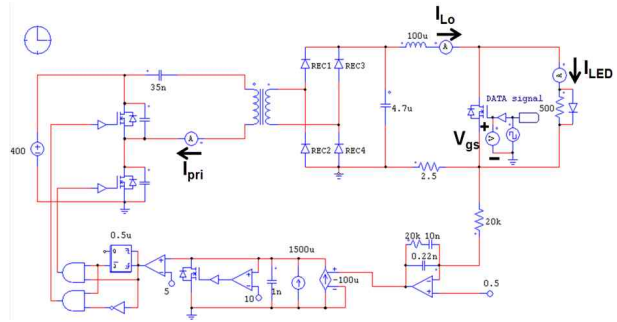 I_Lo
100u
A
35n
REC1
REC3
A
I_LED
DATA signal
4.7u
500
V_gs
+
V
−
400
A
I_pri
REC2
REC4
2.5
20k
20k 10n
0.22n
0.5u
1500u
1n
-100u
0.5
5
10